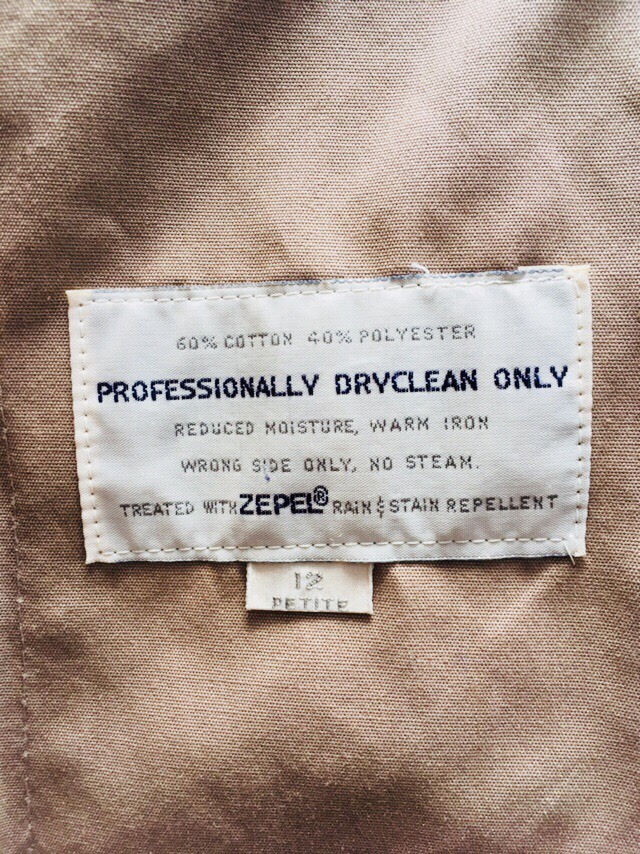 60% COTTON 40% POLYESTER
PROFESSIONALLY DRYCLEAN ONLY
REDUCED MOISTURE, WARM IRON
WRONG SIDE ONLY, NO STEAM.
TREATED WITH ZEPEL® RAIN & STAIN REPELLENT
12
PETITE